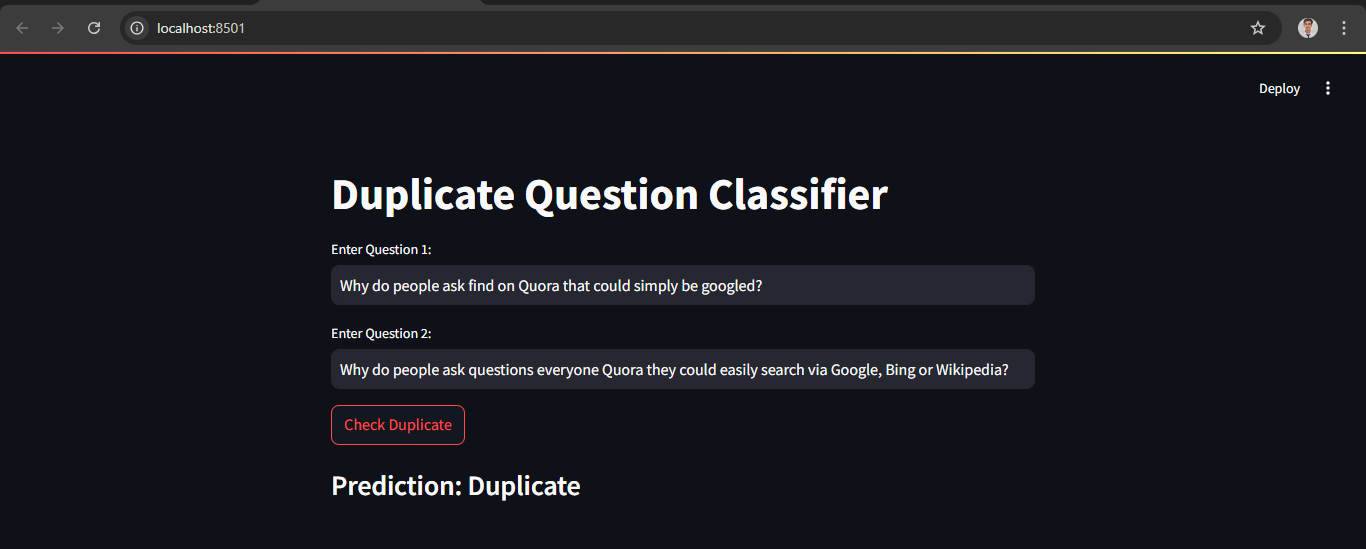 localhost:8501
Deploy
Duplicate Question Classifier
Enter Question 1:
Why do people ask find on Quora that could simply be googled?
Enter Question 2:
Why do people ask questions everyone Quora they could easily search via Google, Bing or Wikipedia?
Check Duplicate
Prediction: Duplicate